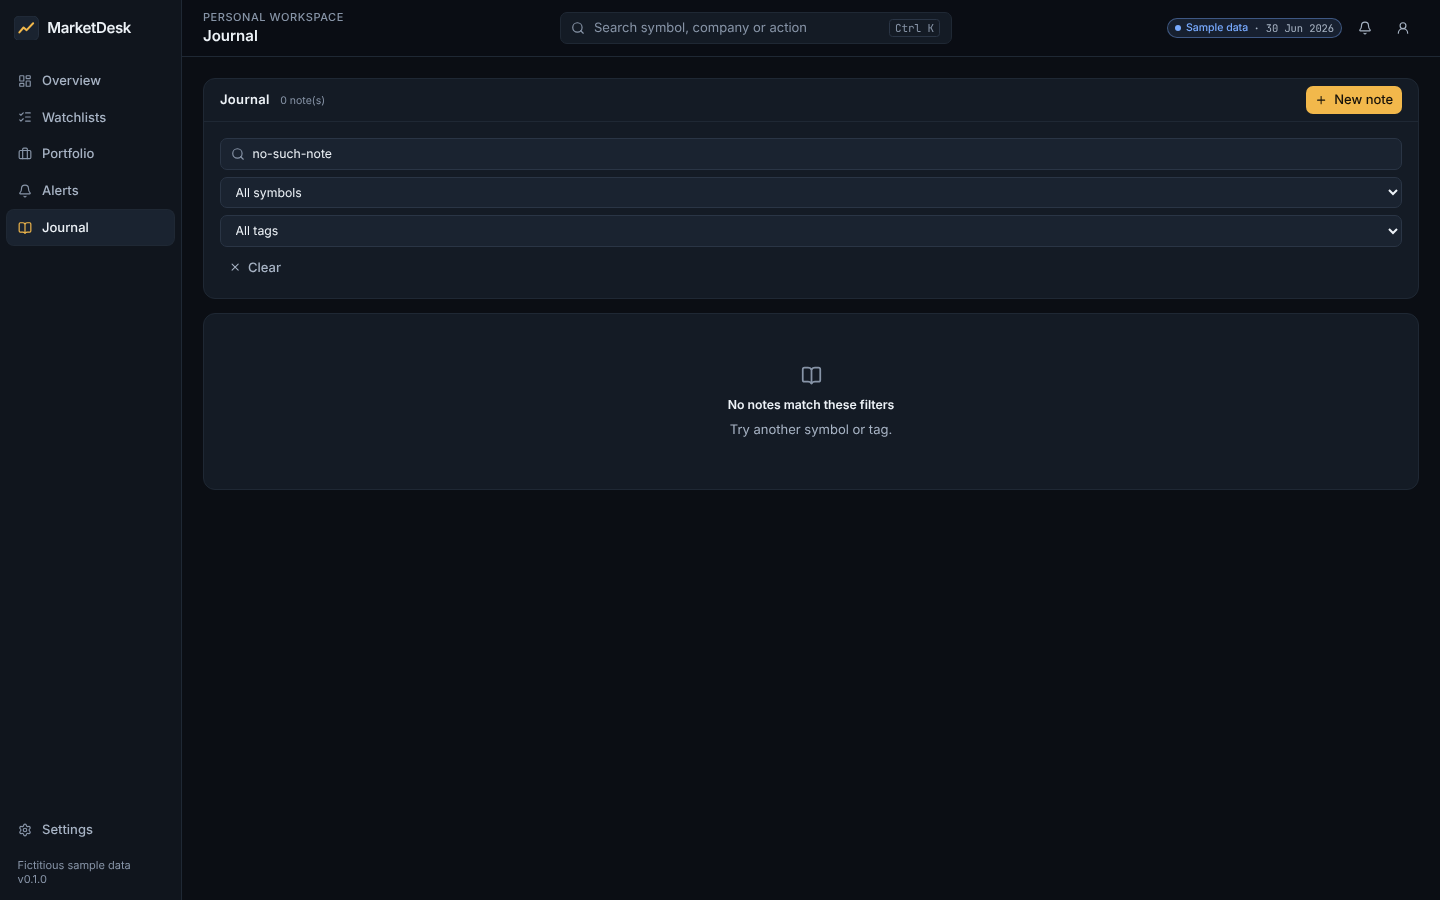 MarketDesk
PERSONAL WORKSPACE
Journal
Search symbol, company or action
Ctrl K
Sample data · 30 Jun 2026
Overview
Watchlists
Portfolio
Alerts
Journal
Settings
Fictitious sample data
v0.1.0
Journal 0 note(s)
New note
no-such-note
All symbols
All tags
Clear
No notes match these filters
Try another symbol or tag.